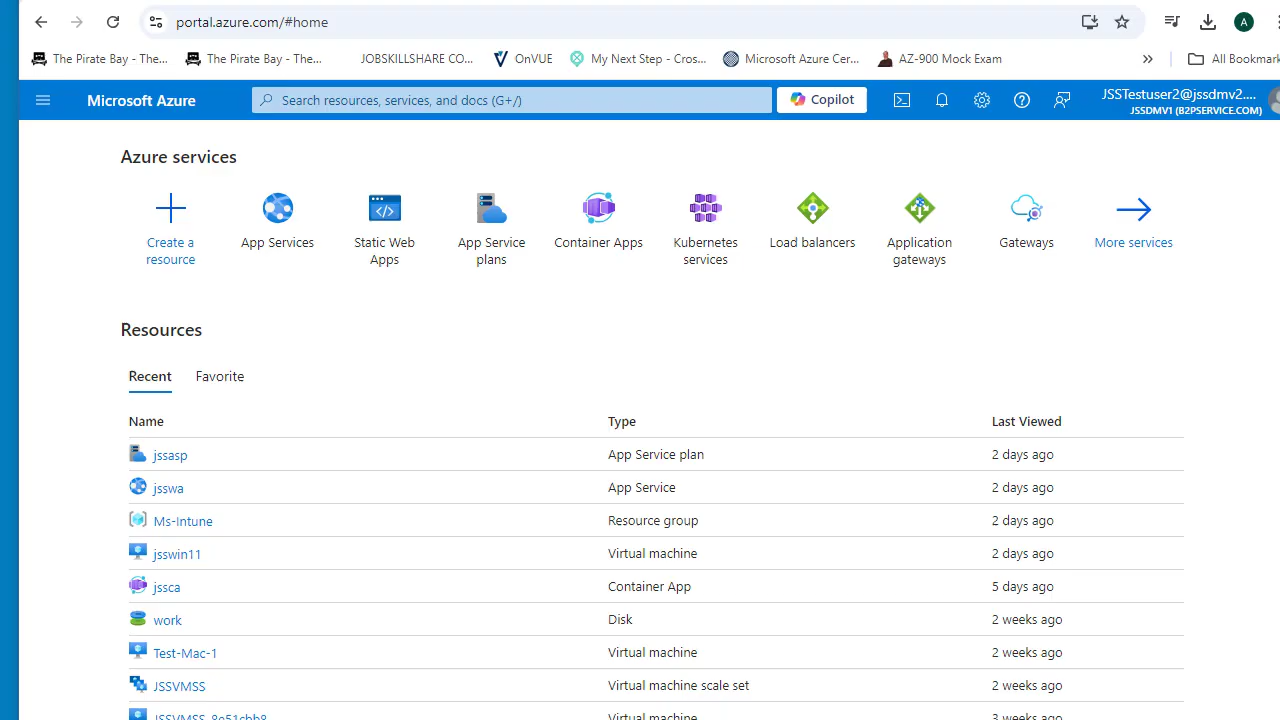 portal.azure.com/#home
A
The Pirate Bay - The... The Pirate Bay - The... JOBSKILLSHARE CO... OnVUE My Next Step - Cros... Microsoft Azure Cer... AZ-900 Mock Exam » All Bookmark
Microsoft Azure Search resources, services, and docs (G+/) Copilot JSSTestuser2@jssdmv2....
JSSDMV1 (B2PSERVICE.COM)
Azure services
Create a resource App Services Static Web Apps App Service plans Container Apps Kubernetes services Load balancers Application gateways Gateways More services
Resources
Recent Favorite
Name Type Last Viewed
jssasp App Service plan 2 days ago
jsswa App Service 2 days ago
Ms-Intune Resource group 2 days ago
jsswin11 Virtual machine 2 days ago
jssca Container App 5 days ago
work Disk 2 weeks ago
Test-Mac-1 Virtual machine 2 weeks ago
JSSVMSS Virtual machine scale set 2 weeks ago
JSSVMSS_8e51cbb8 Virtual machine 3 weeks ago